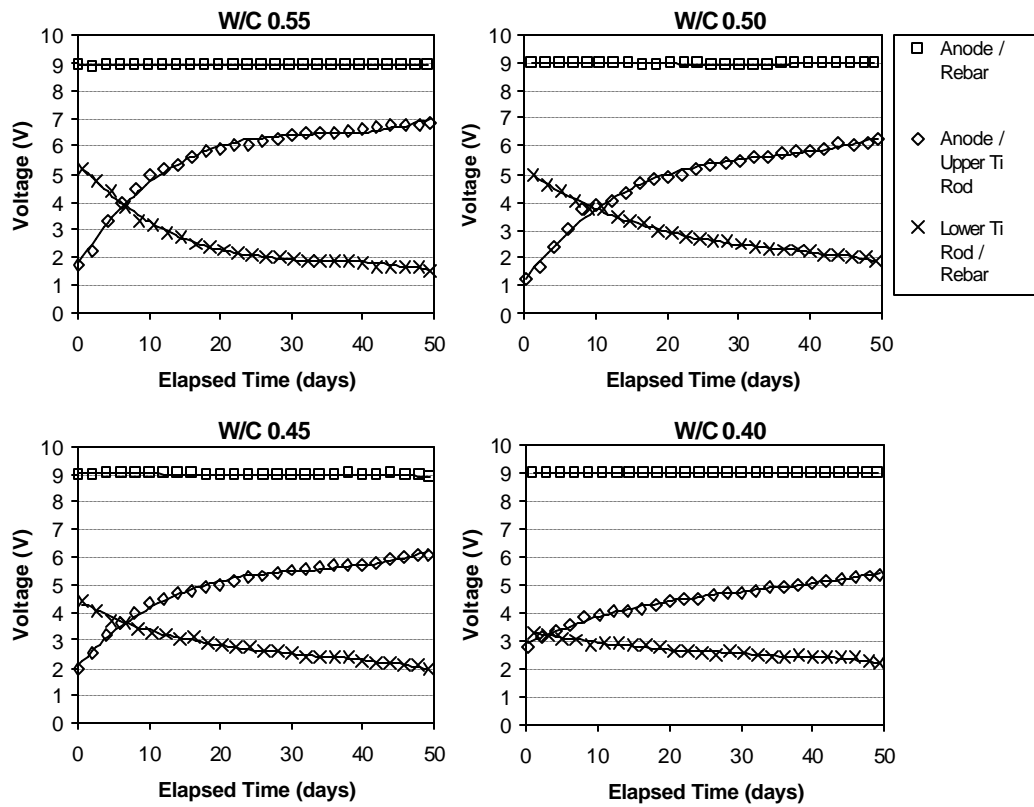 W/C 0.55
10
9
8
7
6
5
4
3
2
1
0
Voltage (V)
0 10 20 30 40 50
Elapsed Time (days)
W/C 0.50
10
9
8
7
6
5
4
3
2
1
0
Voltage (V)
0 10 20 30 40 50
Elapsed Time (days)
Anode /
Rebar
Anode /
Upper Ti
Rod
Lower Ti
Rod /
Rebar
W/C 0.45
10
9
8
7
6
5
4
3
2
1
0
Voltage (V)
0 10 20 30 40 50
Elapsed Time (days)
W/C 0.40
10
9
8
7
6
5
4
3
2
1
0
Voltage (V)
0 10 20 30 40 50
Elapsed Time (days)